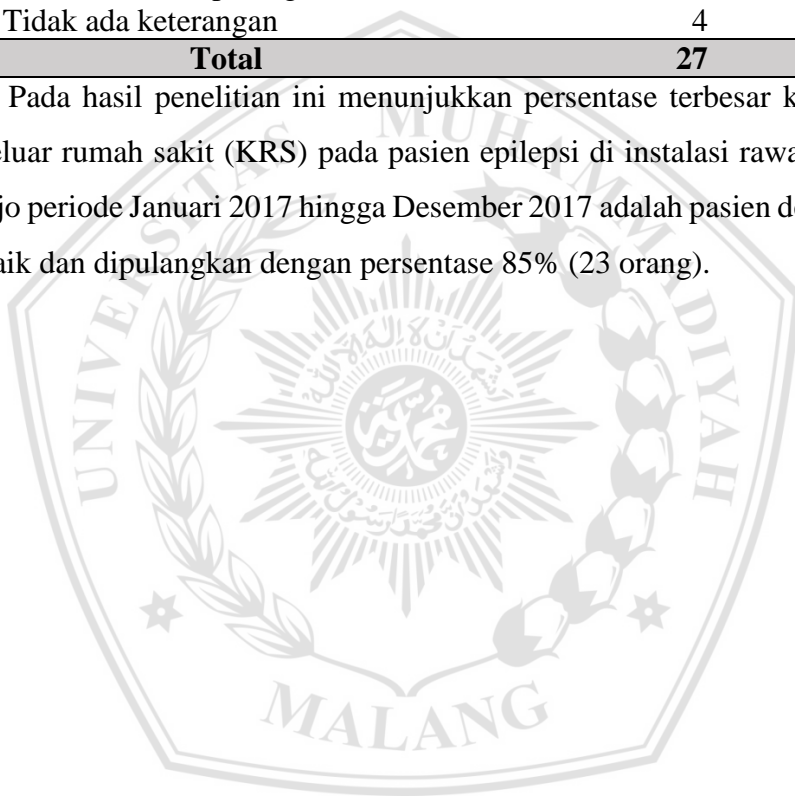 Tidak ada keterangan 4
Total 27
Pada hasil penelitian ini menunjukkan persentase terbesar k
eluar rumah sakit (KRS) pada pasien epilepsi di instalasi rawa
jo periode Januari 2017 hingga Desember 2017 adalah pasien de
aik dan dipulangkan dengan persentase 85% (23 orang).
UNIVERSITAS MUHAMMADIYAH
MALANG